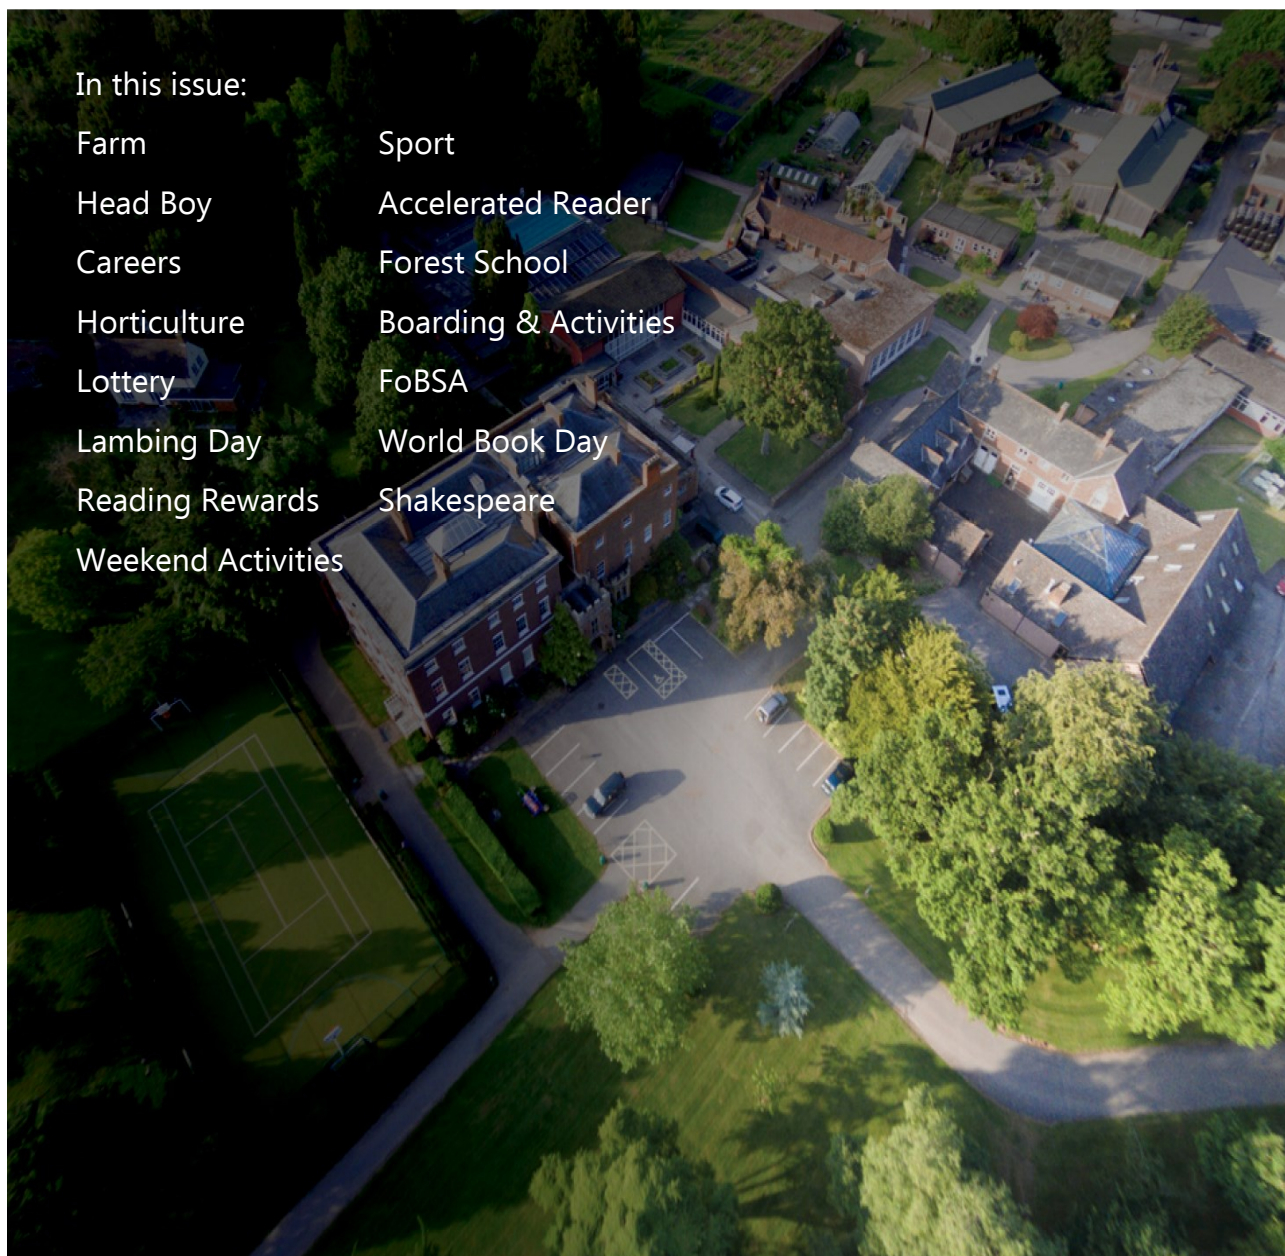 In this issue:
Farm
Head Boy
Careers
Horticulture
Lottery
Lambing Day
Reading Rewards
Weekend Activities
Sport
Accelerated Reader
Forest School
Boarding & Activities
FoBSA
World Book Day
Shakespeare